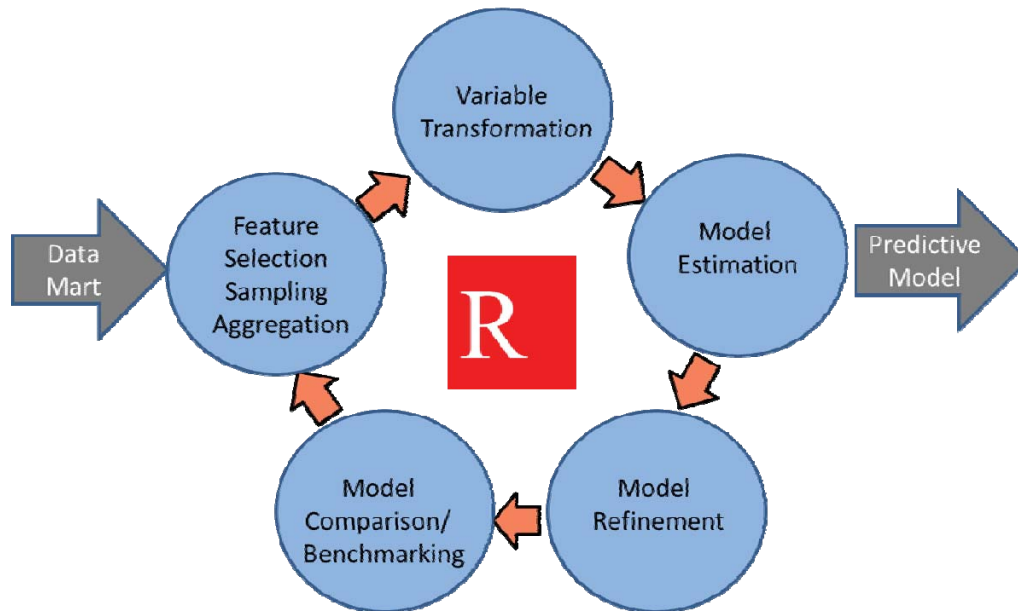 Variable
Transformation
Data
Mart
Feature
Selection
Sampling
Aggregation
Model
Estimation
Predictive
Model
R
Model
Comparison/
Benchmarking
Model
Refinement